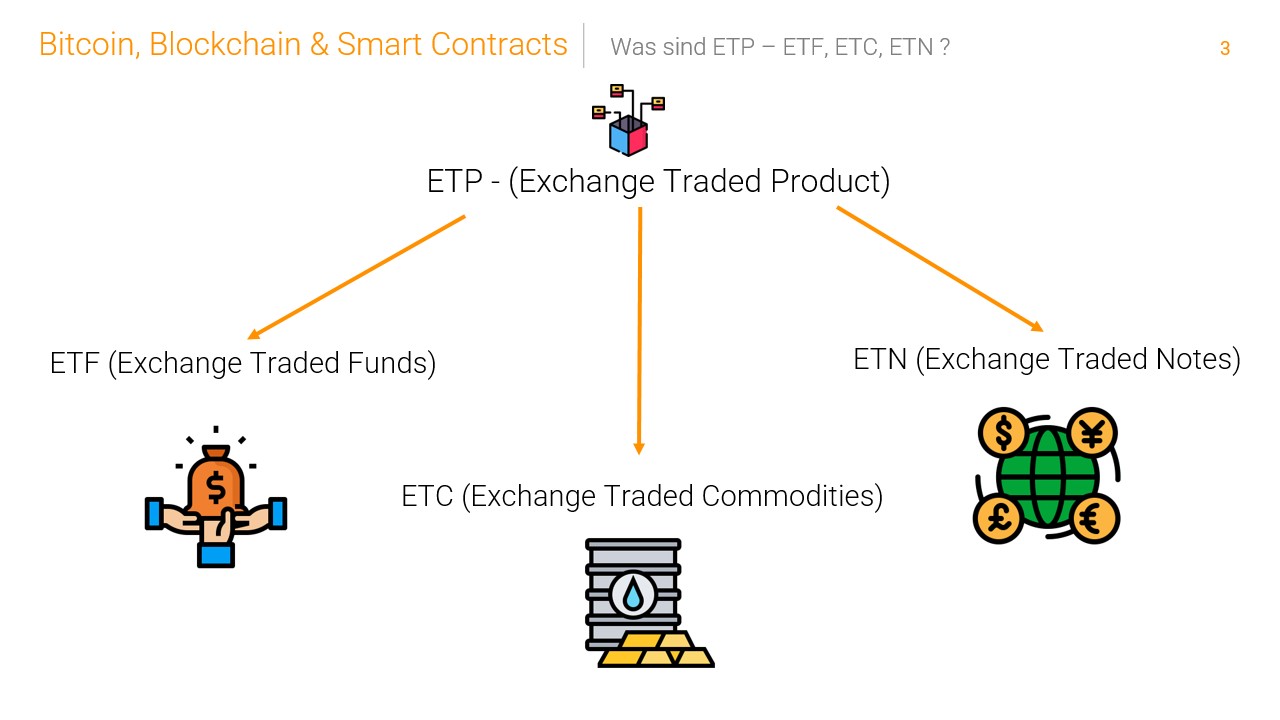 Bitcoin, Blockchain & Smart Contracts
Was sind ETP – ETF, ETC, ETN ?
3
ETP - (Exchange Traded Product)
ETF (Exchange Traded Funds)
ETN (Exchange Traded Notes)
$
$
¥
£
€
ETC (Exchange Traded Commodities)